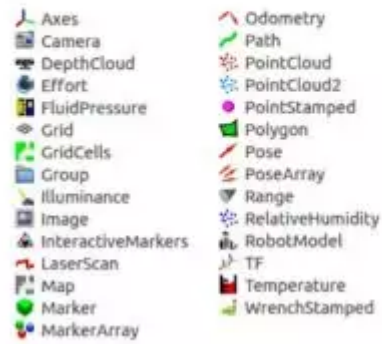 Axes
Camera
DepthCloud
Effort
FluidPressure
Grid
GridCells
Group
Illuminance
Image
InteractiveMarkers
LaserScan
Map
Marker
MarkerArray
Odometry
Path
PointCloud
PointCloud2
PointStamped
Polygon
Pose
PoseArray
Range
RelativeHumidity
RobotModel
TF
Temperature
WrenchStamped